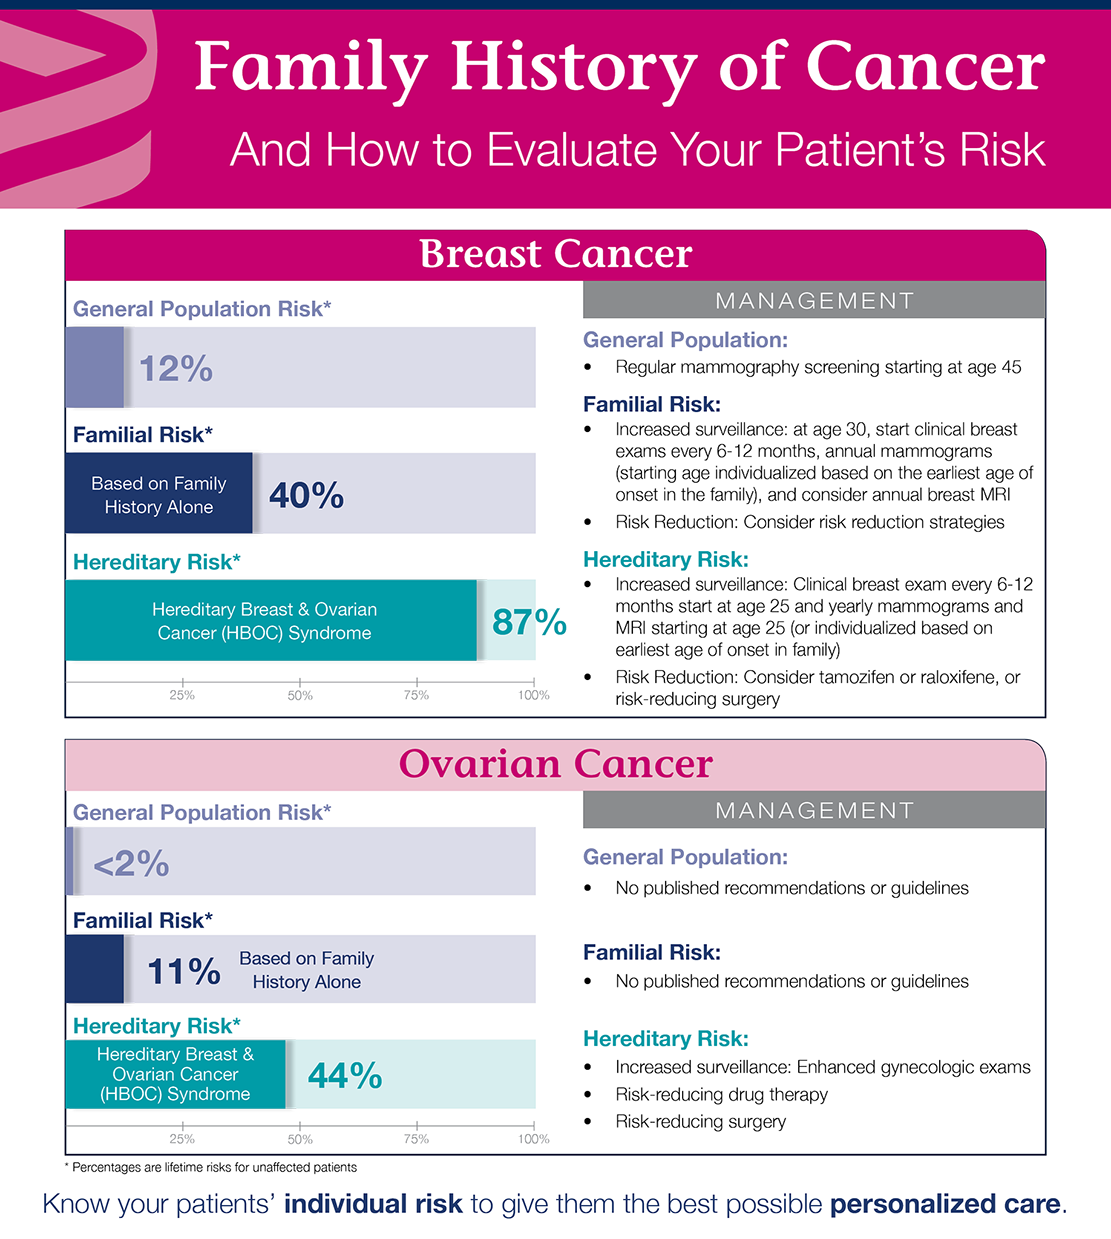 Family History of Cancer
And How to Evaluate Your Patient's Risk
Breast Cancer
General Population Risk*
12%
Familial Risk*
Based on Family
History Alone
40%
Hereditary Risk*
Hereditary Breast & Ovarian
Cancer (HBOC) Syndrome
87%
25% 50% 75% 100%
MANAGEMENT
General Population:
• Regular mammography screening starting at age 45
Familial Risk:
• Increased surveillance: at age 30, start clinical breast
exams every 6-12 months, annual mammograms
(starting age individualized based on the earliest age of
onset in the family), and consider annual breast MRI
• Risk Reduction: Consider risk reduction strategies
Hereditary Risk:
• Increased surveillance: Clinical breast exam every 6-12
months start at age 25 and yearly mammograms and
MRI starting at age 25 (or individualized based on
earliest age of onset in family)
• Risk Reduction: Consider tamozifen or raloxifene, or
risk-reducing surgery
Ovarian Cancer
General Population Risk*
<2%
Familial Risk*
11%
Based on Family
History Alone
Hereditary Risk*
Hereditary Breast &
Ovarian Cancer
(HBOC) Syndrome
44%
25% 50% 75% 100%
MANAGEMENT
General Population:
• No published recommendations or guidelines
Familial Risk:
• No published recommendations or guidelines
Hereditary Risk:
• Increased surveillance: Enhanced gynecologic exams
• Risk-reducing drug therapy
• Risk-reducing surgery
* Percentages are lifetime risks for unaffected patients
Know your patients' individual risk to give them the best possible personalized care.